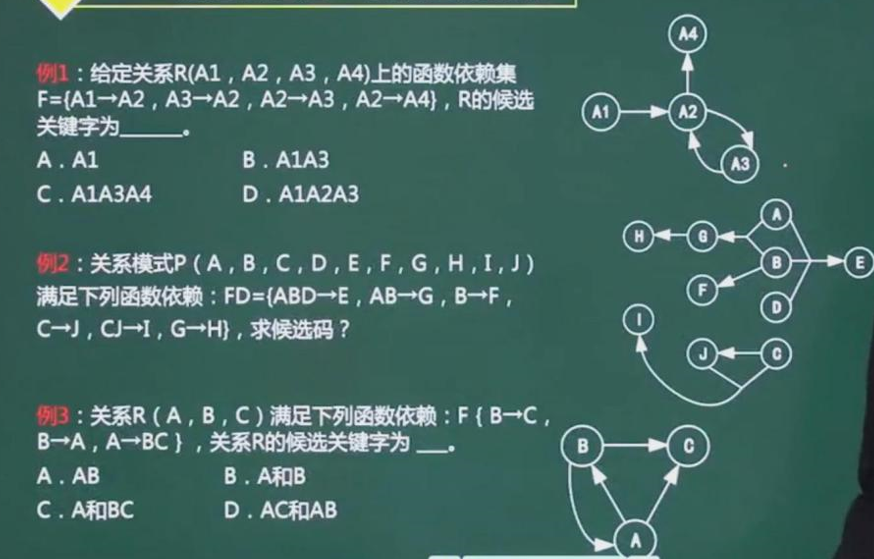 例1：给定关系R(A1，A2，A3，A4)上的函数依赖集
F={A1→A2，A3→A2，A2→A3，A2→A4}，R的候选
关键字为______。
A．A1 B．A1A3
C．A1A3A4 D．A1A2A3
A4
A1
A2
A3
例2：关系模式P（A，B，C，D，E，F，G，H，I，J）
满足下列函数依赖：FD={ABD→E，AB→G，B→F，
C→J，CJ→I，G→H}，求候选码？
A
H
G
B
E
F
D
I
J
C
例3：关系R（A，B，C）满足下列函数依赖：F｛B→C，
B→A，A→BC｝，关系R的候选关键字为 ___。
A．AB B．A和B
C．A和BC D．AC和AB
B
C
A